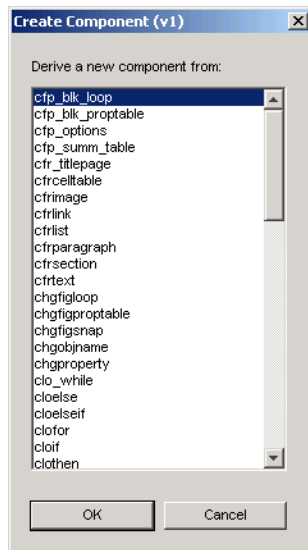 Create Component (v1)
Derive a new component from:
cfp_blk_loop
cfp_blk_proptable
cfp_options
cfp_summ_table
cfr_titlepage
cfrcelltable
cfrimage
cfrlink
cfrlist
cfrparagraph
cfrsection
cfrtext
chgfigloop
chgfigproptable
chgfigsnap
chgobjname
chgproperty
clo_while
cloelse
cloelseif
clofor
cloif
clothen
OK
Cancel